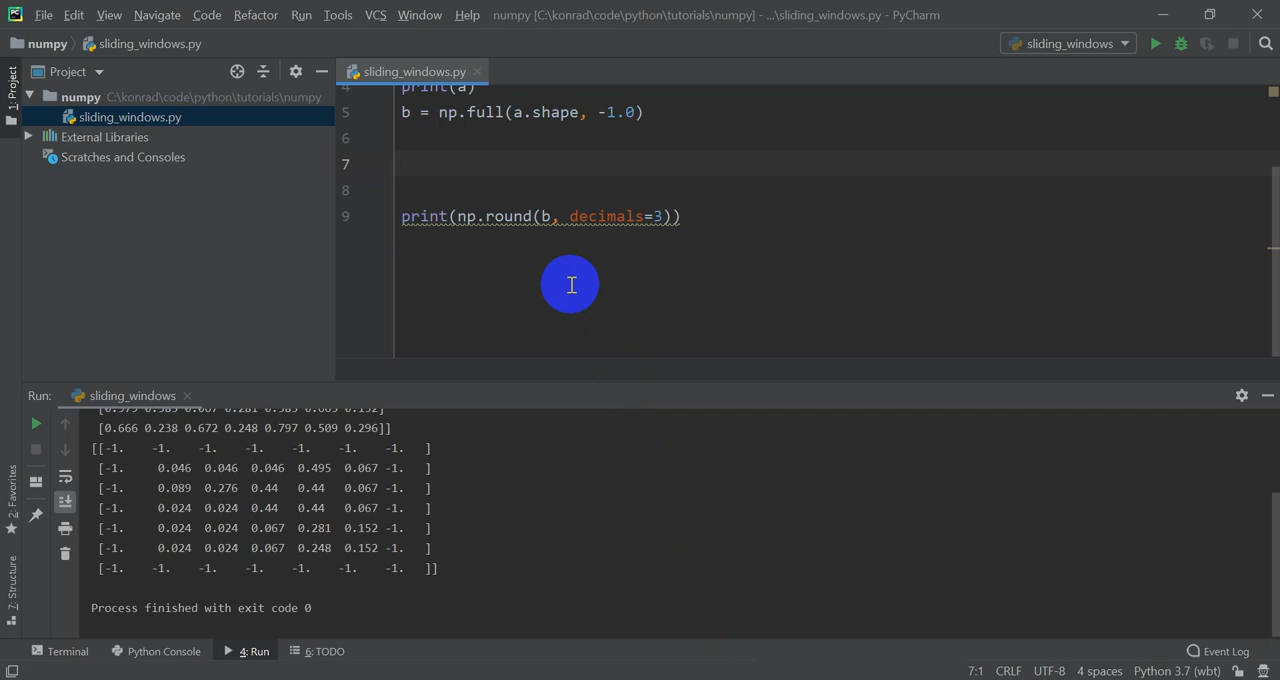 File Edit View Navigate Code Refactor Run Tools VCS Window Help numpy [C:\konrad\code\python\tutorials\numpy] - ...\sliding_windows.py - PyCharm
numpy sliding_windows.py sliding_windows
1: Project
Project
sliding_windows.py
numpy C:\konrad\code\python\tutorials\numpy
sliding_windows.py
External Libraries
Scratches and Consoles
4 print(a)
5 b = np.full(a.shape, -1.0)
6
7
8
9 print(np.round(b, decimals=3))
Run: sliding_windows
[0.666 0.238 0.672 0.248 0.797 0.509 0.296]]
[[-1. -1. -1. -1. -1. -1. -1. ]
[-1. 0.046 0.046 0.046 0.495 0.067 -1. ]
[-1. 0.089 0.276 0.44 0.44 0.067 -1. ]
[-1. 0.024 0.024 0.44 0.44 0.067 -1. ]
[-1. 0.024 0.024 0.067 0.281 0.152 -1. ]
[-1. 0.024 0.024 0.067 0.248 0.152 -1. ]
[-1. -1. -1. -1. -1. -1. -1. ]]
Process finished with exit code 0
2: Favorites
7: Structure
Terminal Python Console 4: Run 6: TODO Event Log
7:1 CRLF UTF-8 4 spaces Python 3.7 (wbt)